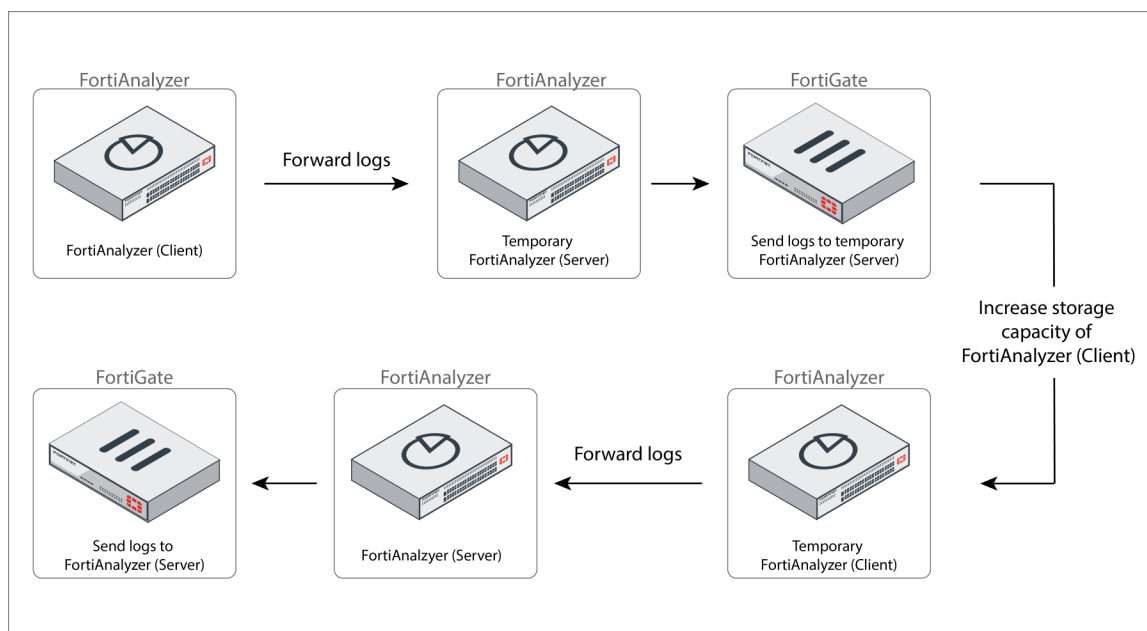 FortiAnalyzer
FortiAnalyzer (Client)
Forward logs
FortiAnalyzer
Temporary
FortiAnalyzer (Server)
FortiGate
Send logs to temporary
FortiAnalyzer (Server)
Increase storage
capacity of
FortiAnalyzer (Client)
FortiGate
Send logs to
FortiAnalyzer (Server)
FortiAnalyzer
FortiAnalzyer (Server)
Forward logs
FortiAnalyzer
Temporary
FortiAnalyzer (Client)